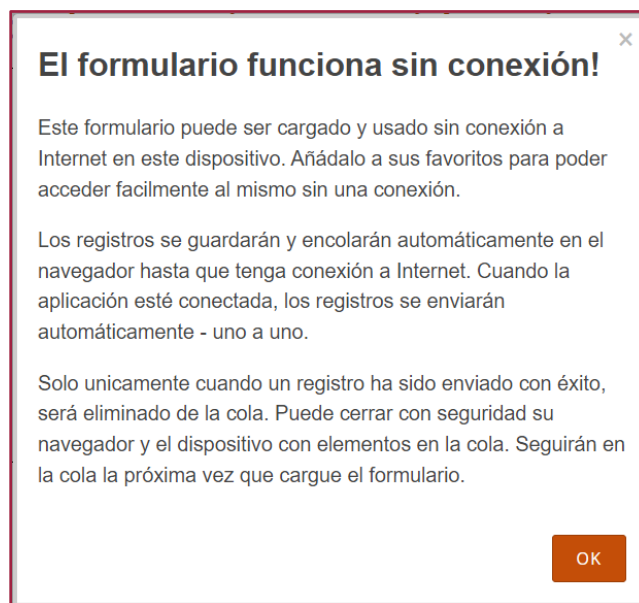 ×
El formulario funciona sin conexión!
Este formulario puede ser cargado y usado sin conexión a
Internet en este dispositivo. Añádalo a sus favoritos para poder
acceder facilmente al mismo sin una conexión.
Los registros se guardarán y encolarán automáticamente en el
navegador hasta que tenga conexión a Internet. Cuando la
aplicación esté conectada, los registros se enviarán
automáticamente - uno a uno.
Solo unicamente cuando un registro ha sido enviado con éxito,
será eliminado de la cola. Puede cerrar con seguridad su
navegador y el dispositivo con elementos en la cola. Seguirán en
la cola la próxima vez que cargue el formulario.
OK